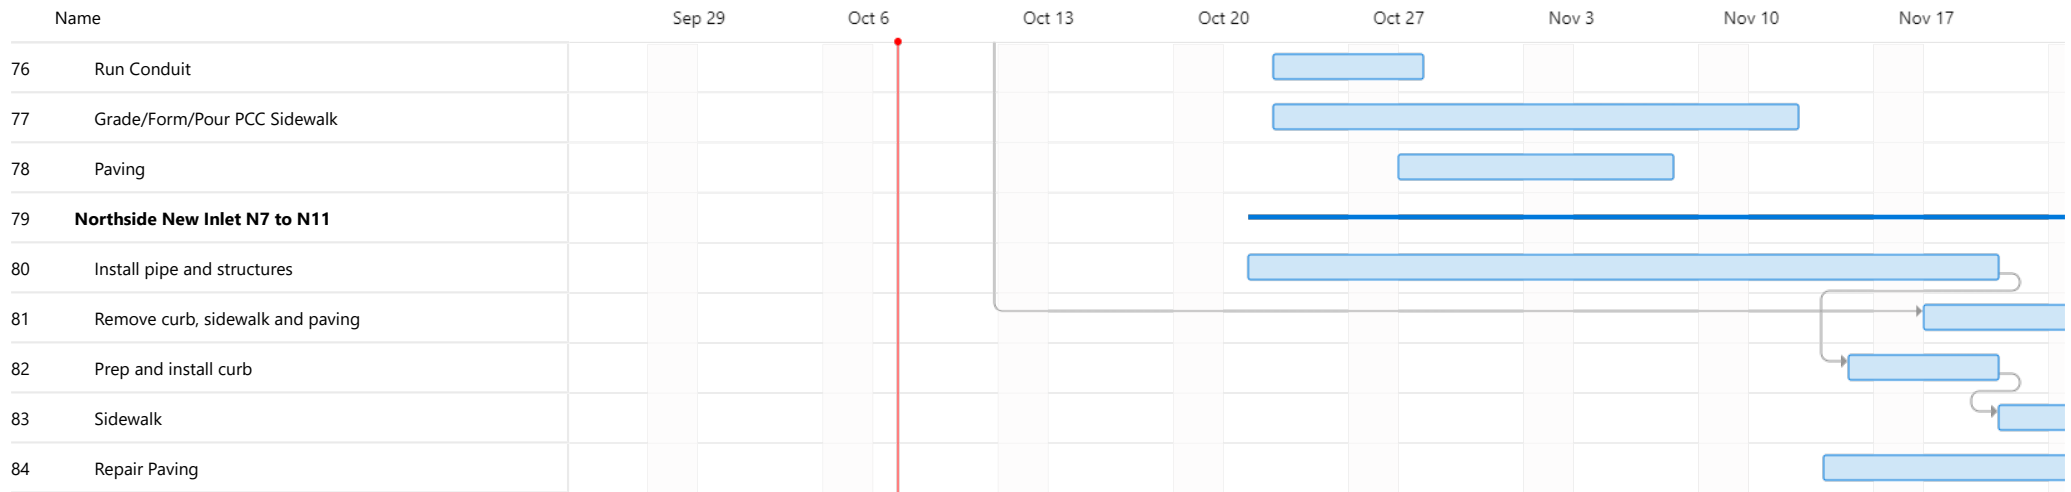 Name Sep 29 Oct 6 Oct 13 Oct 20 Oct 27 Nov 3 Nov 10 Nov 17
76 Run Conduit
77 Grade/Form/Pour PCC Sidewalk
78 Paving
79 Northside New Inlet N7 to N11
80 Install pipe and structures
81 Remove curb, sidewalk and paving
82 Prep and install curb
83 Sidewalk
84 Repair Paving